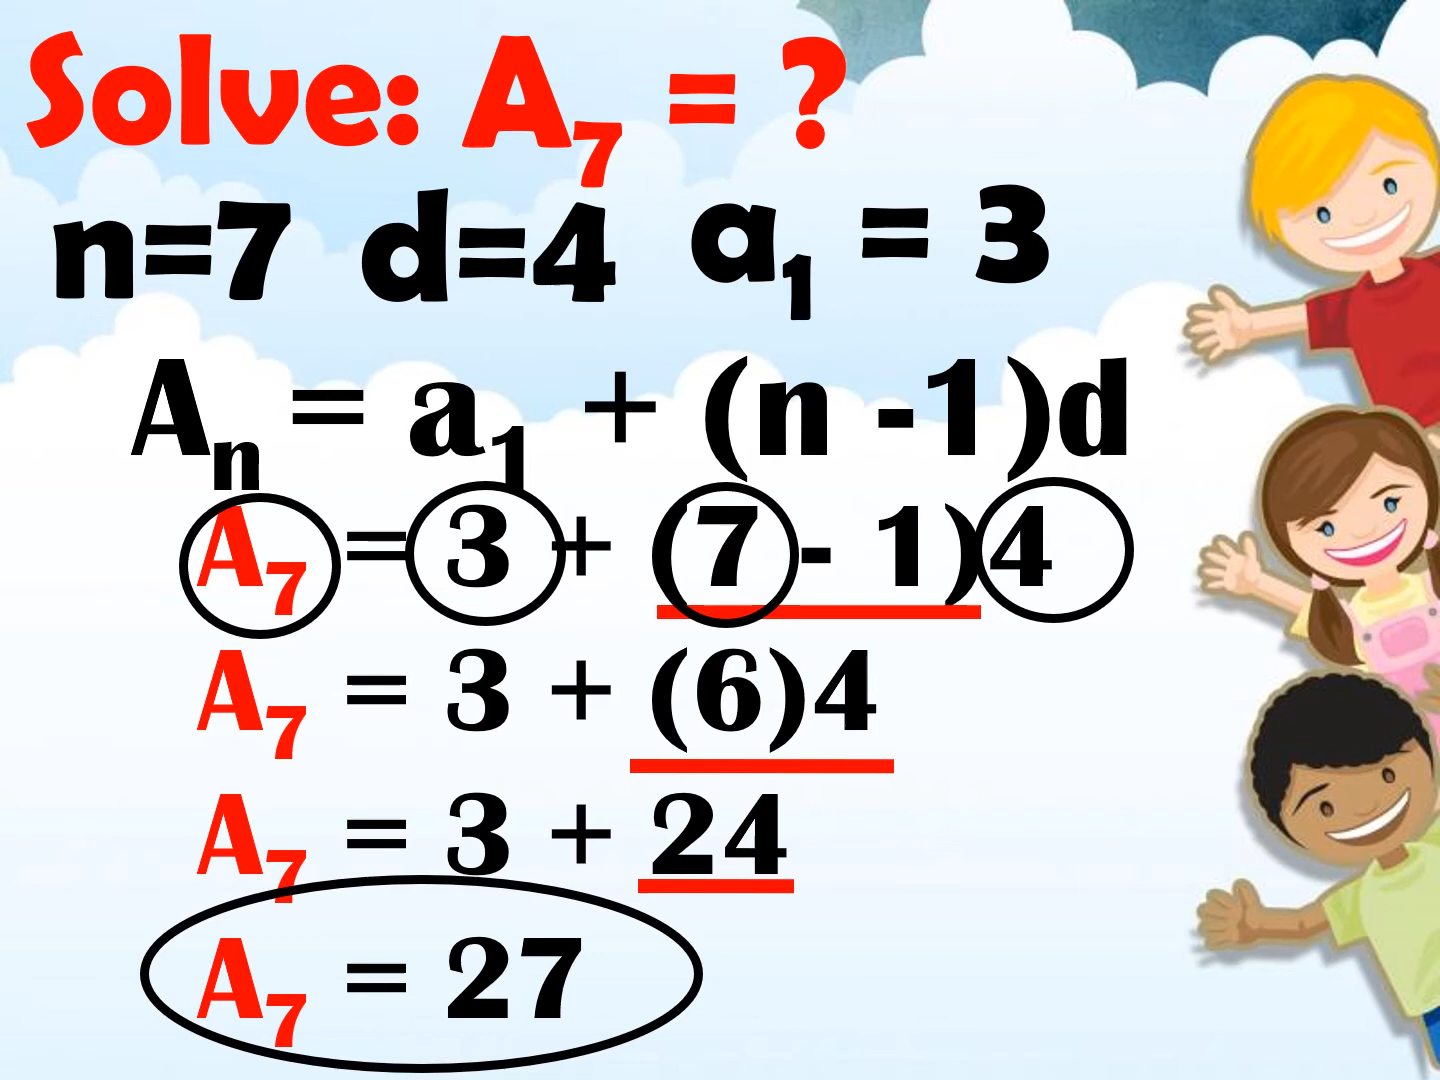 Solve: A₇ = ?
n=7 d=4 a₁ = 3
Aₙ = a₁ + (n -1)d
A₇ = 3 + (7 - 1)4
A₇ = 3 + (6)4
A₇ = 3 + 24
A₇ = 27